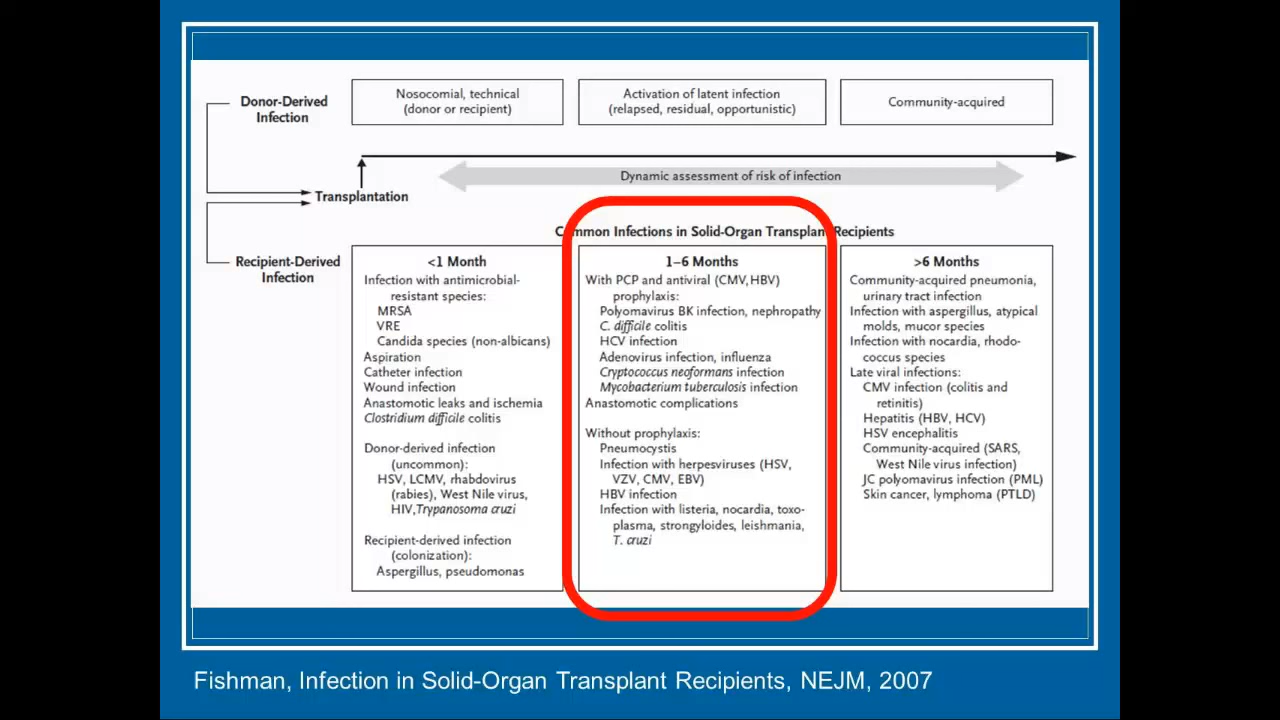 Donor-Derived
Infection
Nosocomial, technical
(donor or recipient)
Activation of latent infection
(relapsed, residual, opportunistic)
Community-acquired
Dynamic assessment of risk of infection
Transplantation
Common Infections in Solid-Organ Transplant Recipients
Recipient-Derived
Infection
<1 Month
Infection with antimicrobial-
resistant species:
MRSA
VRE
Candida species (non-albicans)
Aspiration
Catheter infection
Wound infection
Anastomotic leaks and ischemia
Clostridium difficile colitis
Donor-derived infection
(uncommon):
HSV, LCMV, rhabdovirus
(rabies), West Nile virus,
HIV, Trypanosoma cruzi
Recipient-derived infection
(colonization):
Aspergillus, pseudomonas
1–6 Months
With PCP and antiviral (CMV, HBV)
prophylaxis:
Polyomavirus BK infection, nephropathy
C. difficile colitis
HCV infection
Adenovirus infection, influenza
Cryptococcus neoformans infection
Mycobacterium tuberculosis infection
Anastomotic complications
Without prophylaxis:
Pneumocystis
Infection with herpesviruses (HSV,
VZV, CMV, EBV)
HBV infection
Infection with listeria, nocardia, toxo-
plasma, strongyloides, leishmania,
T. cruzi
>6 Months
Community-acquired pneumonia,
urinary tract infection
Infection with aspergillus, atypical
molds, mucor species
Infection with nocardia, rhodo-
coccus species
Late viral infections:
CMV infection (colitis and
retinitis)
Hepatitis (HBV, HCV)
HSV encephalitis
Community-acquired (SARS,
West Nile virus infection)
JC polyomavirus infection (PML)
Skin cancer, lymphoma (PTLD)
Fishman, Infection in Solid-Organ Transplant Recipients, NEJM, 2007